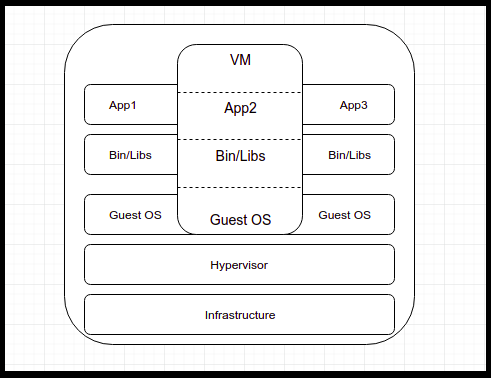 VM
App1
App2
App3
Bin/Libs
Bin/Libs
Bin/Libs
Guest OS
Guest OS
Guest OS
Hypervisor
Infrastructure